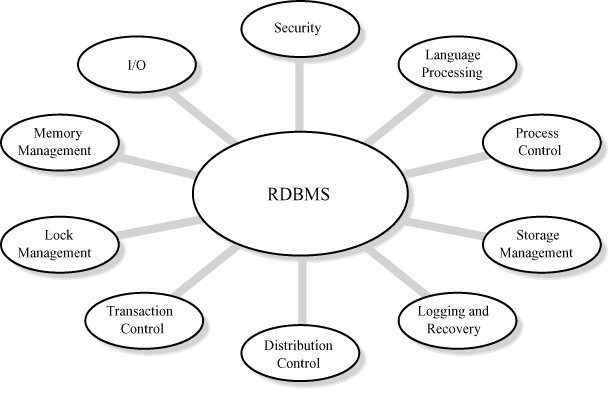 Security
I/O
Language
Processing
Memory
Management
Process
Control
RDBMS
Lock
Management
Storage
Management
Transaction
Control
Logging and
Recovery
Distribution
Control